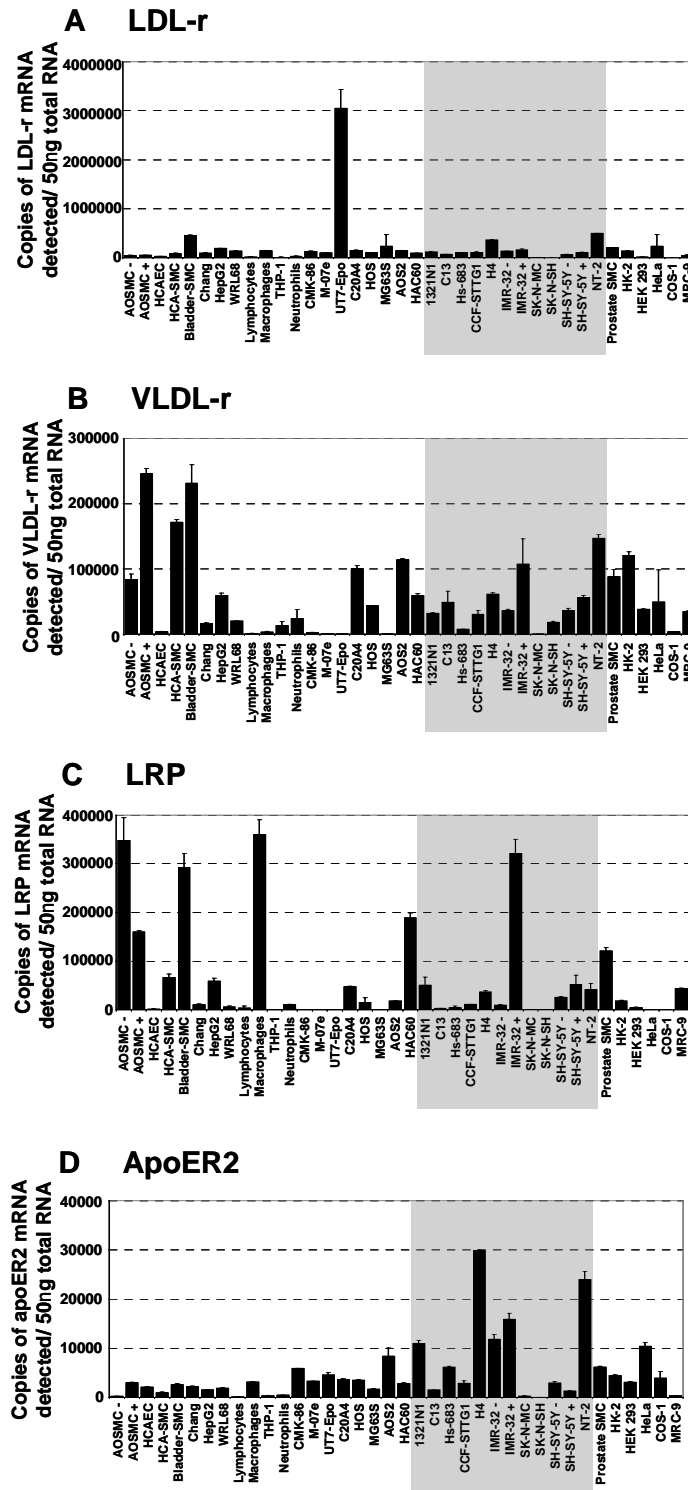 A LDL-r
Copies of LDL-r mRNA
detected/ 50ng total RNA
4000000
3000000
2000000
1000000
0
AOSMC -
AOSMC +
HCAEC
HCA-SMC
Bladder-SMC
Chang
HepG2
WRL68
Lymphocytes
Macrophages
THP-1
Neutrophils
CMK-86
M-07e
UT7-Epo
C20A4
HOS
MG63S
AOS2
HAC60
1321N1
C13
Hs-683
CCF-STTG1
H4
IMR-32 -
IMR-32 +
SK-N-MC
SK-N-SH
SH-SY-5Y -
SH-SY-5Y +
NT-2
Prostate SMC
HK-2
HEK 293
HeLa
COS-1
MRC-9
B VLDL-r
Copies of VLDL-r mRNA
detected/ 50ng total RNA
300000
200000
100000
0
AOSMC -
AOSMC +
HCAEC
HCA-SMC
Bladder-SMC
Chang
HepG2
WRL68
Lymphocytes
Macrophages
THP-1
Neutrophils
CMK-86
M-07e
UT7-Epo
C20A4
HOS
MG63S
AOS2
HAC60
1321N1
C13
Hs-683
CCF-STTG1
H4
IMR-32 -
IMR-32 +
SK-N-MC
SK-N-SH
SH-SY-5Y -
SH-SY-5Y +
NT-2
Prostate SMC
HK-2
HEK 293
HeLa
COS-1
MRC-9
C LRP
Copies of LRP mRNA
detected/ 50ng total RNA
400000
300000
200000
100000
0
AOSMC -
AOSMC +
HCAEC
HCA-SMC
Bladder-SMC
Chang
HepG2
WRL68
Lymphocytes
Macrophages
THP-1
Neutrophils
CMK-86
M-07e
UT7-Epo
C20A4
HOS
MG63S
AOS2
HAC60
1321N1
C13
Hs-683
CCF-STTG1
H4
IMR-32 -
IMR-32 +
SK-N-MC
SK-N-SH
SH-SY-5Y -
SH-SY-5Y +
NT-2
Prostate SMC
HK-2
HEK 293
HeLa
COS-1
MRC-9
D ApoER2
Copies of apoER2 mRNA
detected/ 50ng total RNA
40000
30000
20000
10000
0
AOSMC -
AOSMC +
HCAEC
HCA-SMC
Bladder-SMC
Chang
HepG2
WRL68
Lymphocytes
Macrophages
THP-1
Neutrophils
CMK-86
M-07e
UT7-Epo
C20A4
HOS
MG63S
AOS2
HAC60
1321N1
C13
Hs-683
CCF-STTG1
H4
IMR-32 -
IMR-32 +
SK-N-MC
SK-N-SH
SH-SY-5Y -
SH-SY-5Y +
NT-2
Prostate SMC
HK-2
HEK 293
HeLa
COS-1
MRC-9